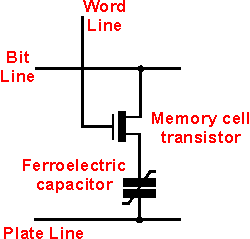 Word
Line
Bit
Line
Memory cell
transistor
Ferroelectric
capacitor
Plate Line